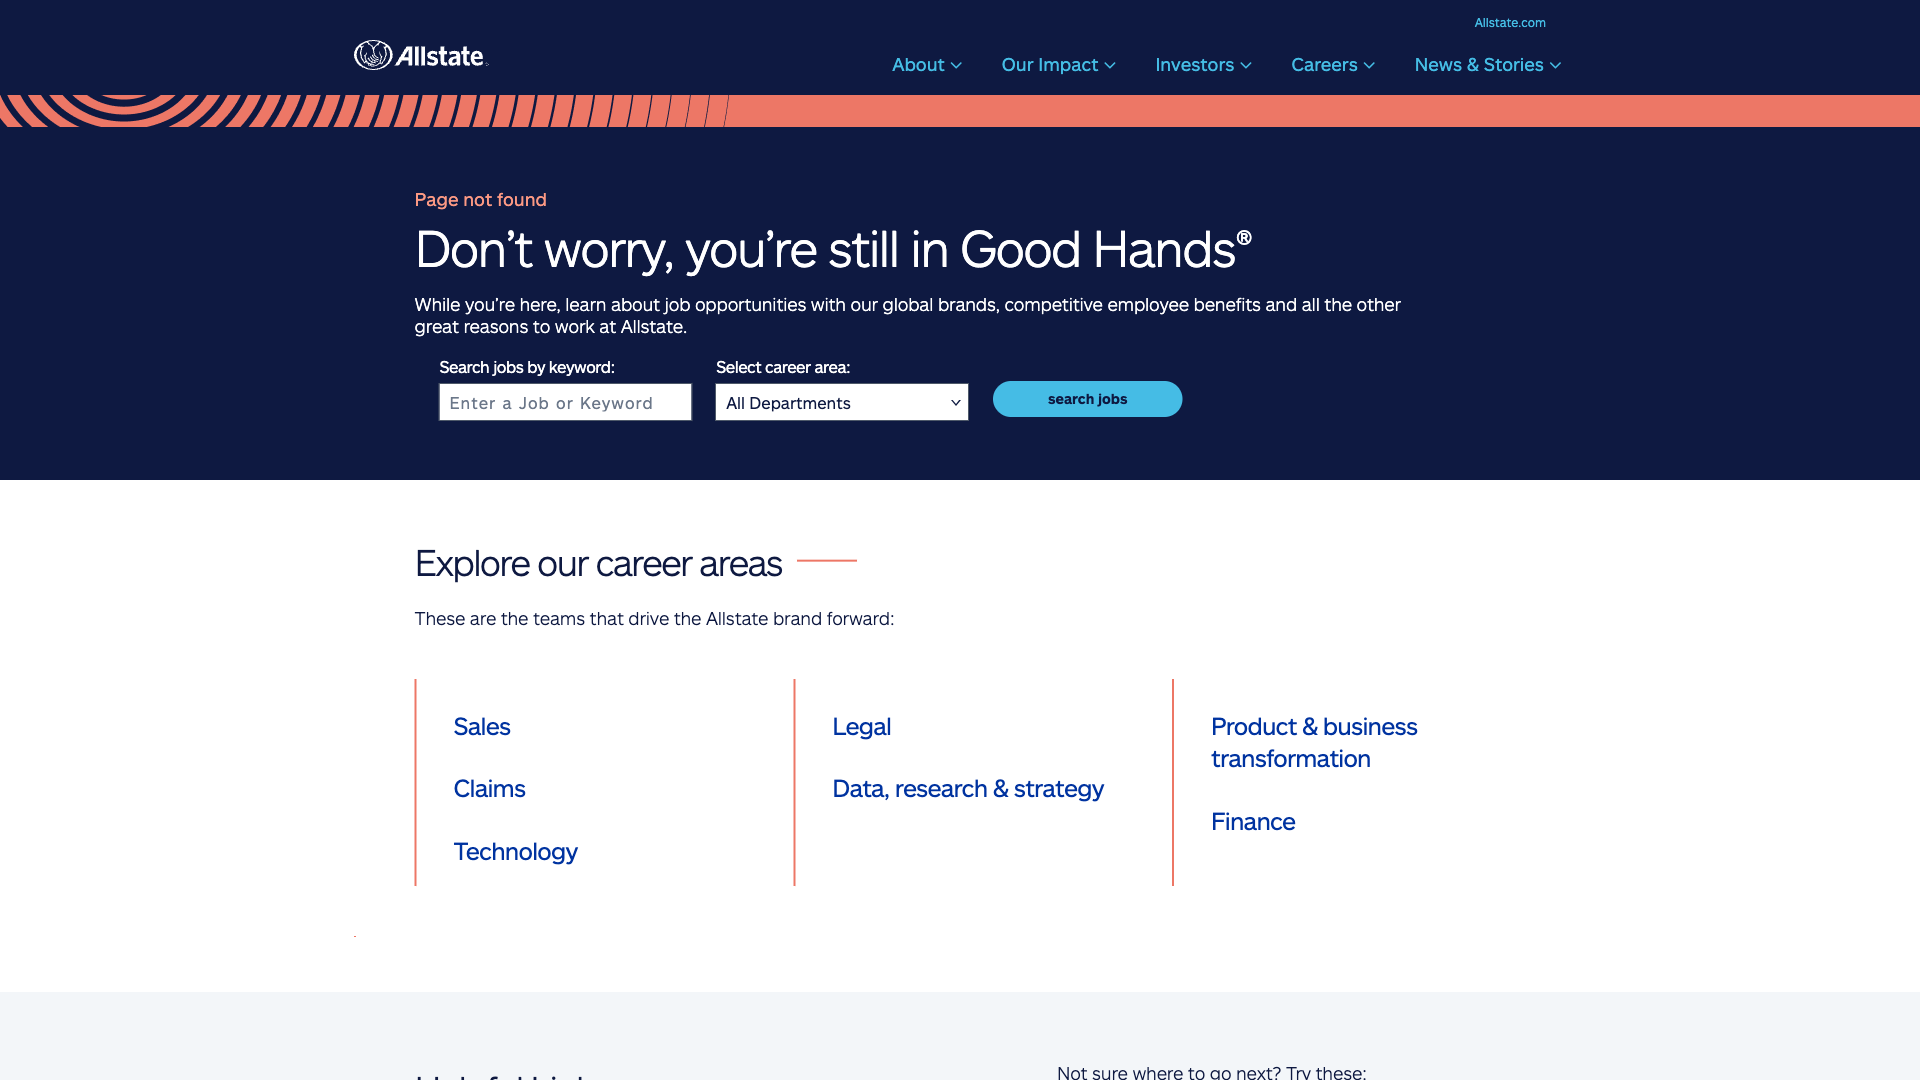 Allstate.com
Allstate
About
Our Impact
Investors
Careers
News & Stories
Page not found
Don't worry, you're still in Good Hands®
While you're here, learn about job opportunities with our global brands, competitive employee benefits and all the other
great reasons to work at Allstate.
Search jobs by keyword:
Select career area:
Enter a Job or Keyword
All Departments
search jobs
Explore our career areas
These are the teams that drive the Allstate brand forward:
Sales
Claims
Technology
Legal
Data, research & strategy
Product & business
transformation
Finance
Not sure where to go next? Try these: